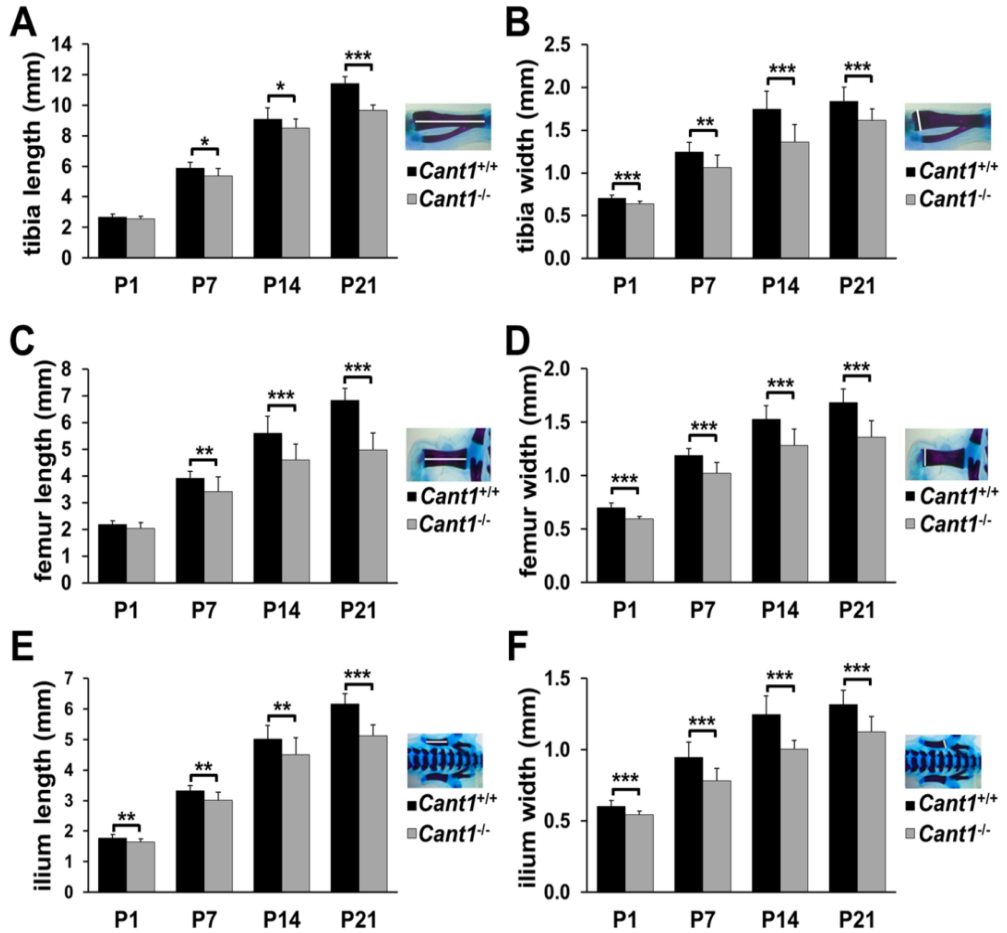 A
tibia length (mm)
14
12
10
8
6
4
2
0
*
*
***
P1 P7 P14 P21
Cant1+/+
Cant1-/-
B
tibia width (mm)
2.5
2.0
1.5
1.0
0.5
0.0
***
**
***
***
P1 P7 P14 P21
Cant1+/+
Cant1-/-
C
femur length (mm)
8
7
6
5
4
3
2
1
0
**
***
***
P1 P7 P14 P21
Cant1+/+
Cant1-/-
D
femur width (mm)
2.0
1.5
1.0
0.5
0.0
***
***
***
***
P1 P7 P14 P21
Cant1+/+
Cant1-/-
E
ilium length (mm)
7
6
5
4
3
2
1
0
**
**
**
***
P1 P7 P14 P21
Cant1+/+
Cant1-/-
F
ilium width (mm)
1.5
1.0
0.5
0.0
***
***
***
***
P1 P7 P14 P21
Cant1+/+
Cant1-/-